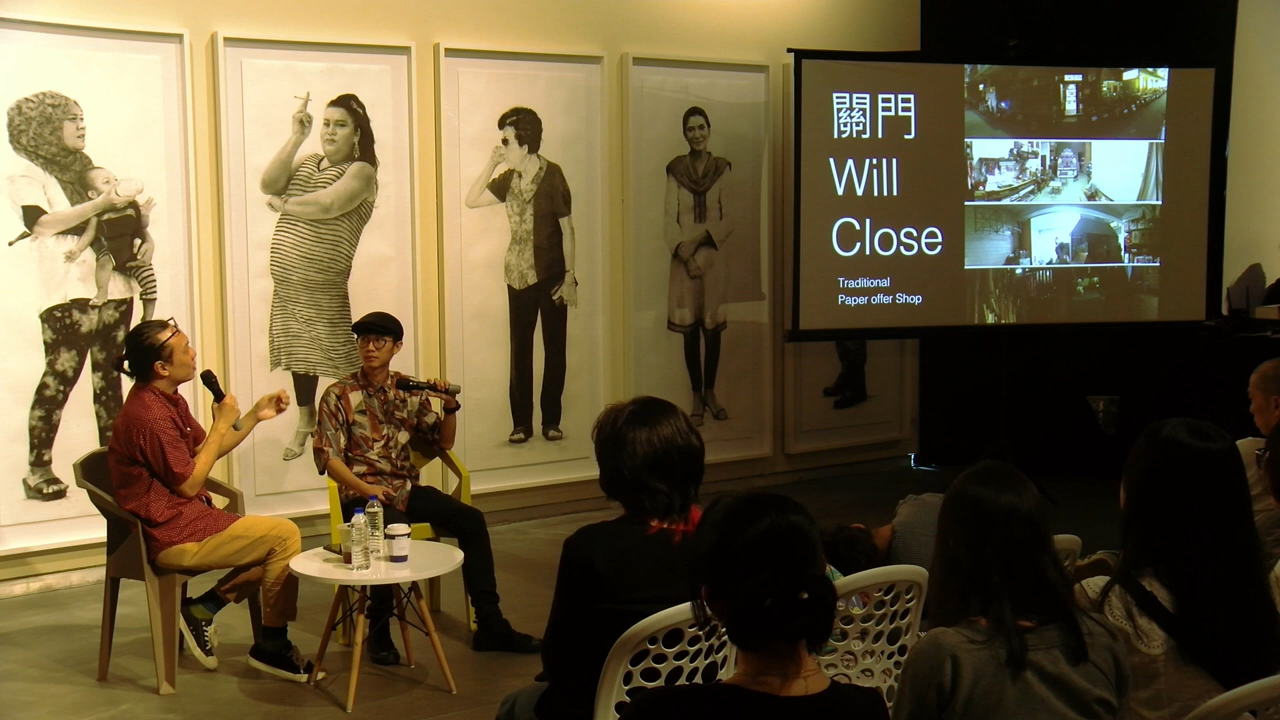 關門
Will
Close
Traditional
Paper offer Shop